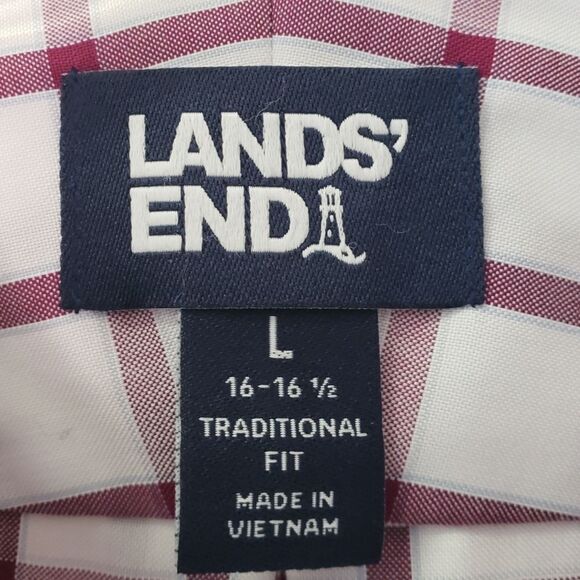 LANDS'
END
L
16-16 ½
TRADITIONAL
FIT
MADE IN
VIETNAM